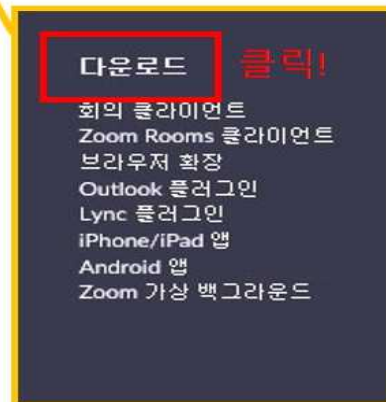 다운로드 클릭!
회의 클라이언트
Zoom Rooms 클라이언트
브라우저 확장
Outlook 플러그인
Lync 플러그인
iPhone/iPad 앱
Android 앱
Zoom 가상 백그라운드